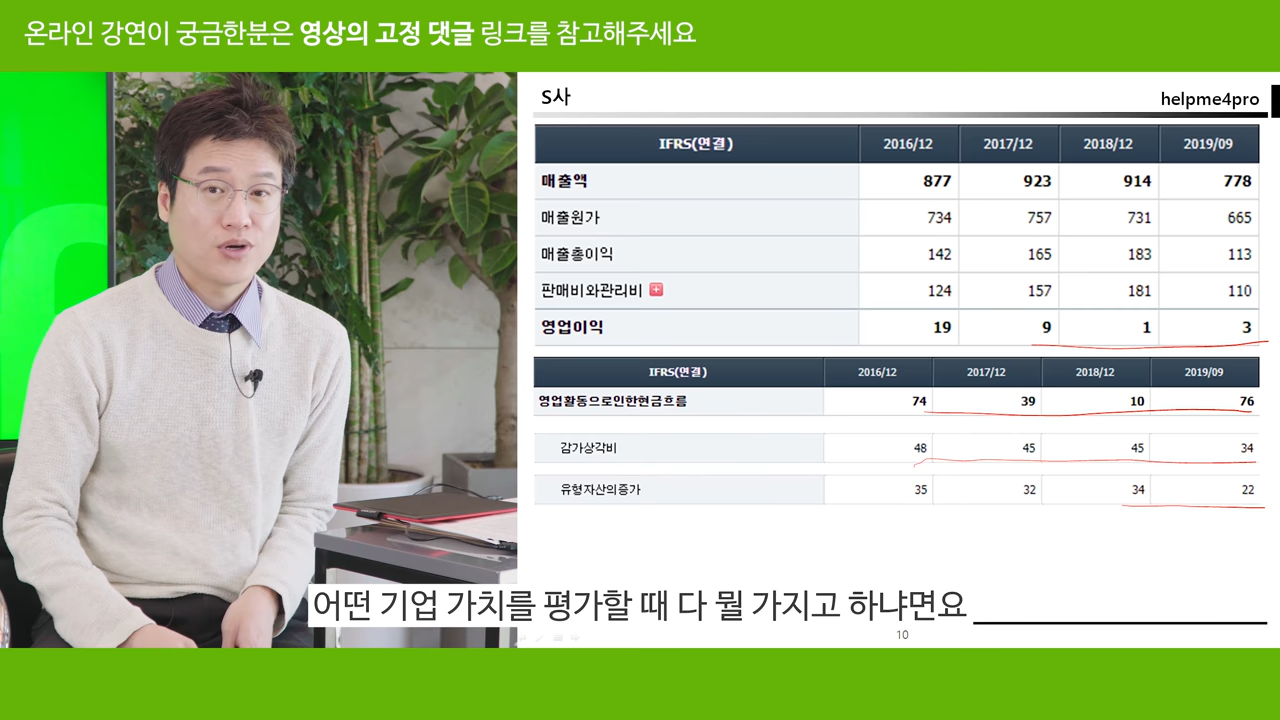 온라인 강연이 궁금한분은 영상의 고정 댓글 링크를 참고해주세요
S사
helpme4pro
IFRS(연결) 2016/12 2017/12 2018/12 2019/09
매출액 877 923 914 778
매출원가 734 757 731 665
매출총이익 142 165 183 113
판매비와관리비 124 157 181 110
영업이익 19 9 1 3
IFRS(연결) 2016/12 2017/12 2018/12 2019/09
영업활동으로인한현금흐름 74 39 10 76
감가상각비 48 45 45 34
유형자산의증가 35 32 34 22
어떤 기업 가치를 평가할 때 다 뭘 가지고 하냐면요
10